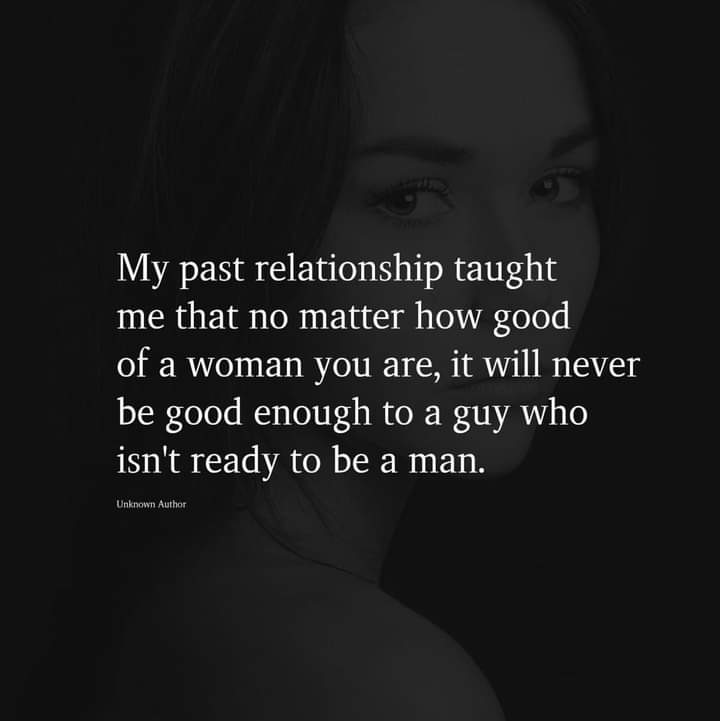 My past relationship taught
me that no matter how good
of a woman you are, it will never
be good enough to a guy who
isn't ready to be a man.
Unknown Author